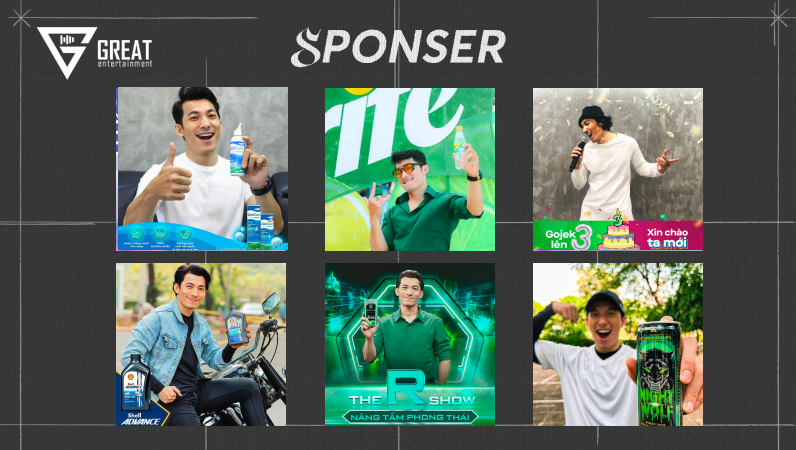 GREAT
entertainment
SPONSER
rite
Gojek
lên 3
3
Xin chào
ta mới
Shell
ADVANCE
THE R SHOW
NÂNG TẦM PHONG THÁI
NIGHT
WOLF